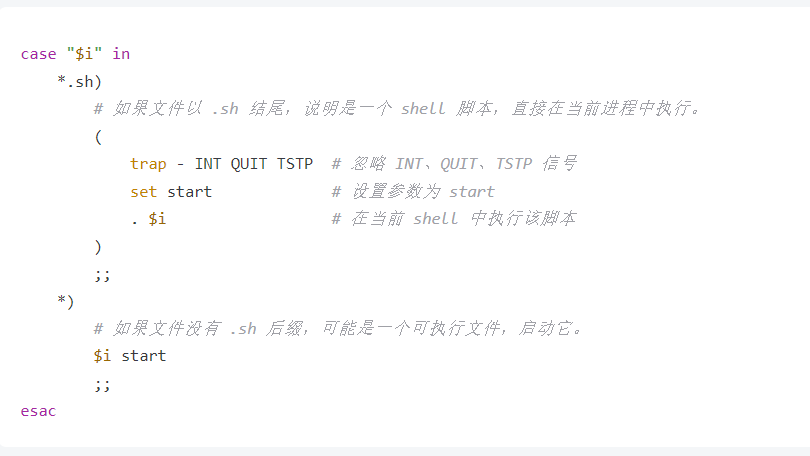 case "$i" in
    *.sh)
        # 如果文件以 .sh 结尾，说明是一个 shell 脚本，直接在当前进程中执行。
        (
            trap - INT QUIT TSTP  # 忽略 INT、QUIT、TSTP 信号
            set start             # 设置参数为 start
            . $i                  # 在当前 shell 中执行该脚本
        )
        ;;
    *)
        # 如果文件没有 .sh 后缀，可能是一个可执行文件，启动它。
        $i start
        ;;
esac